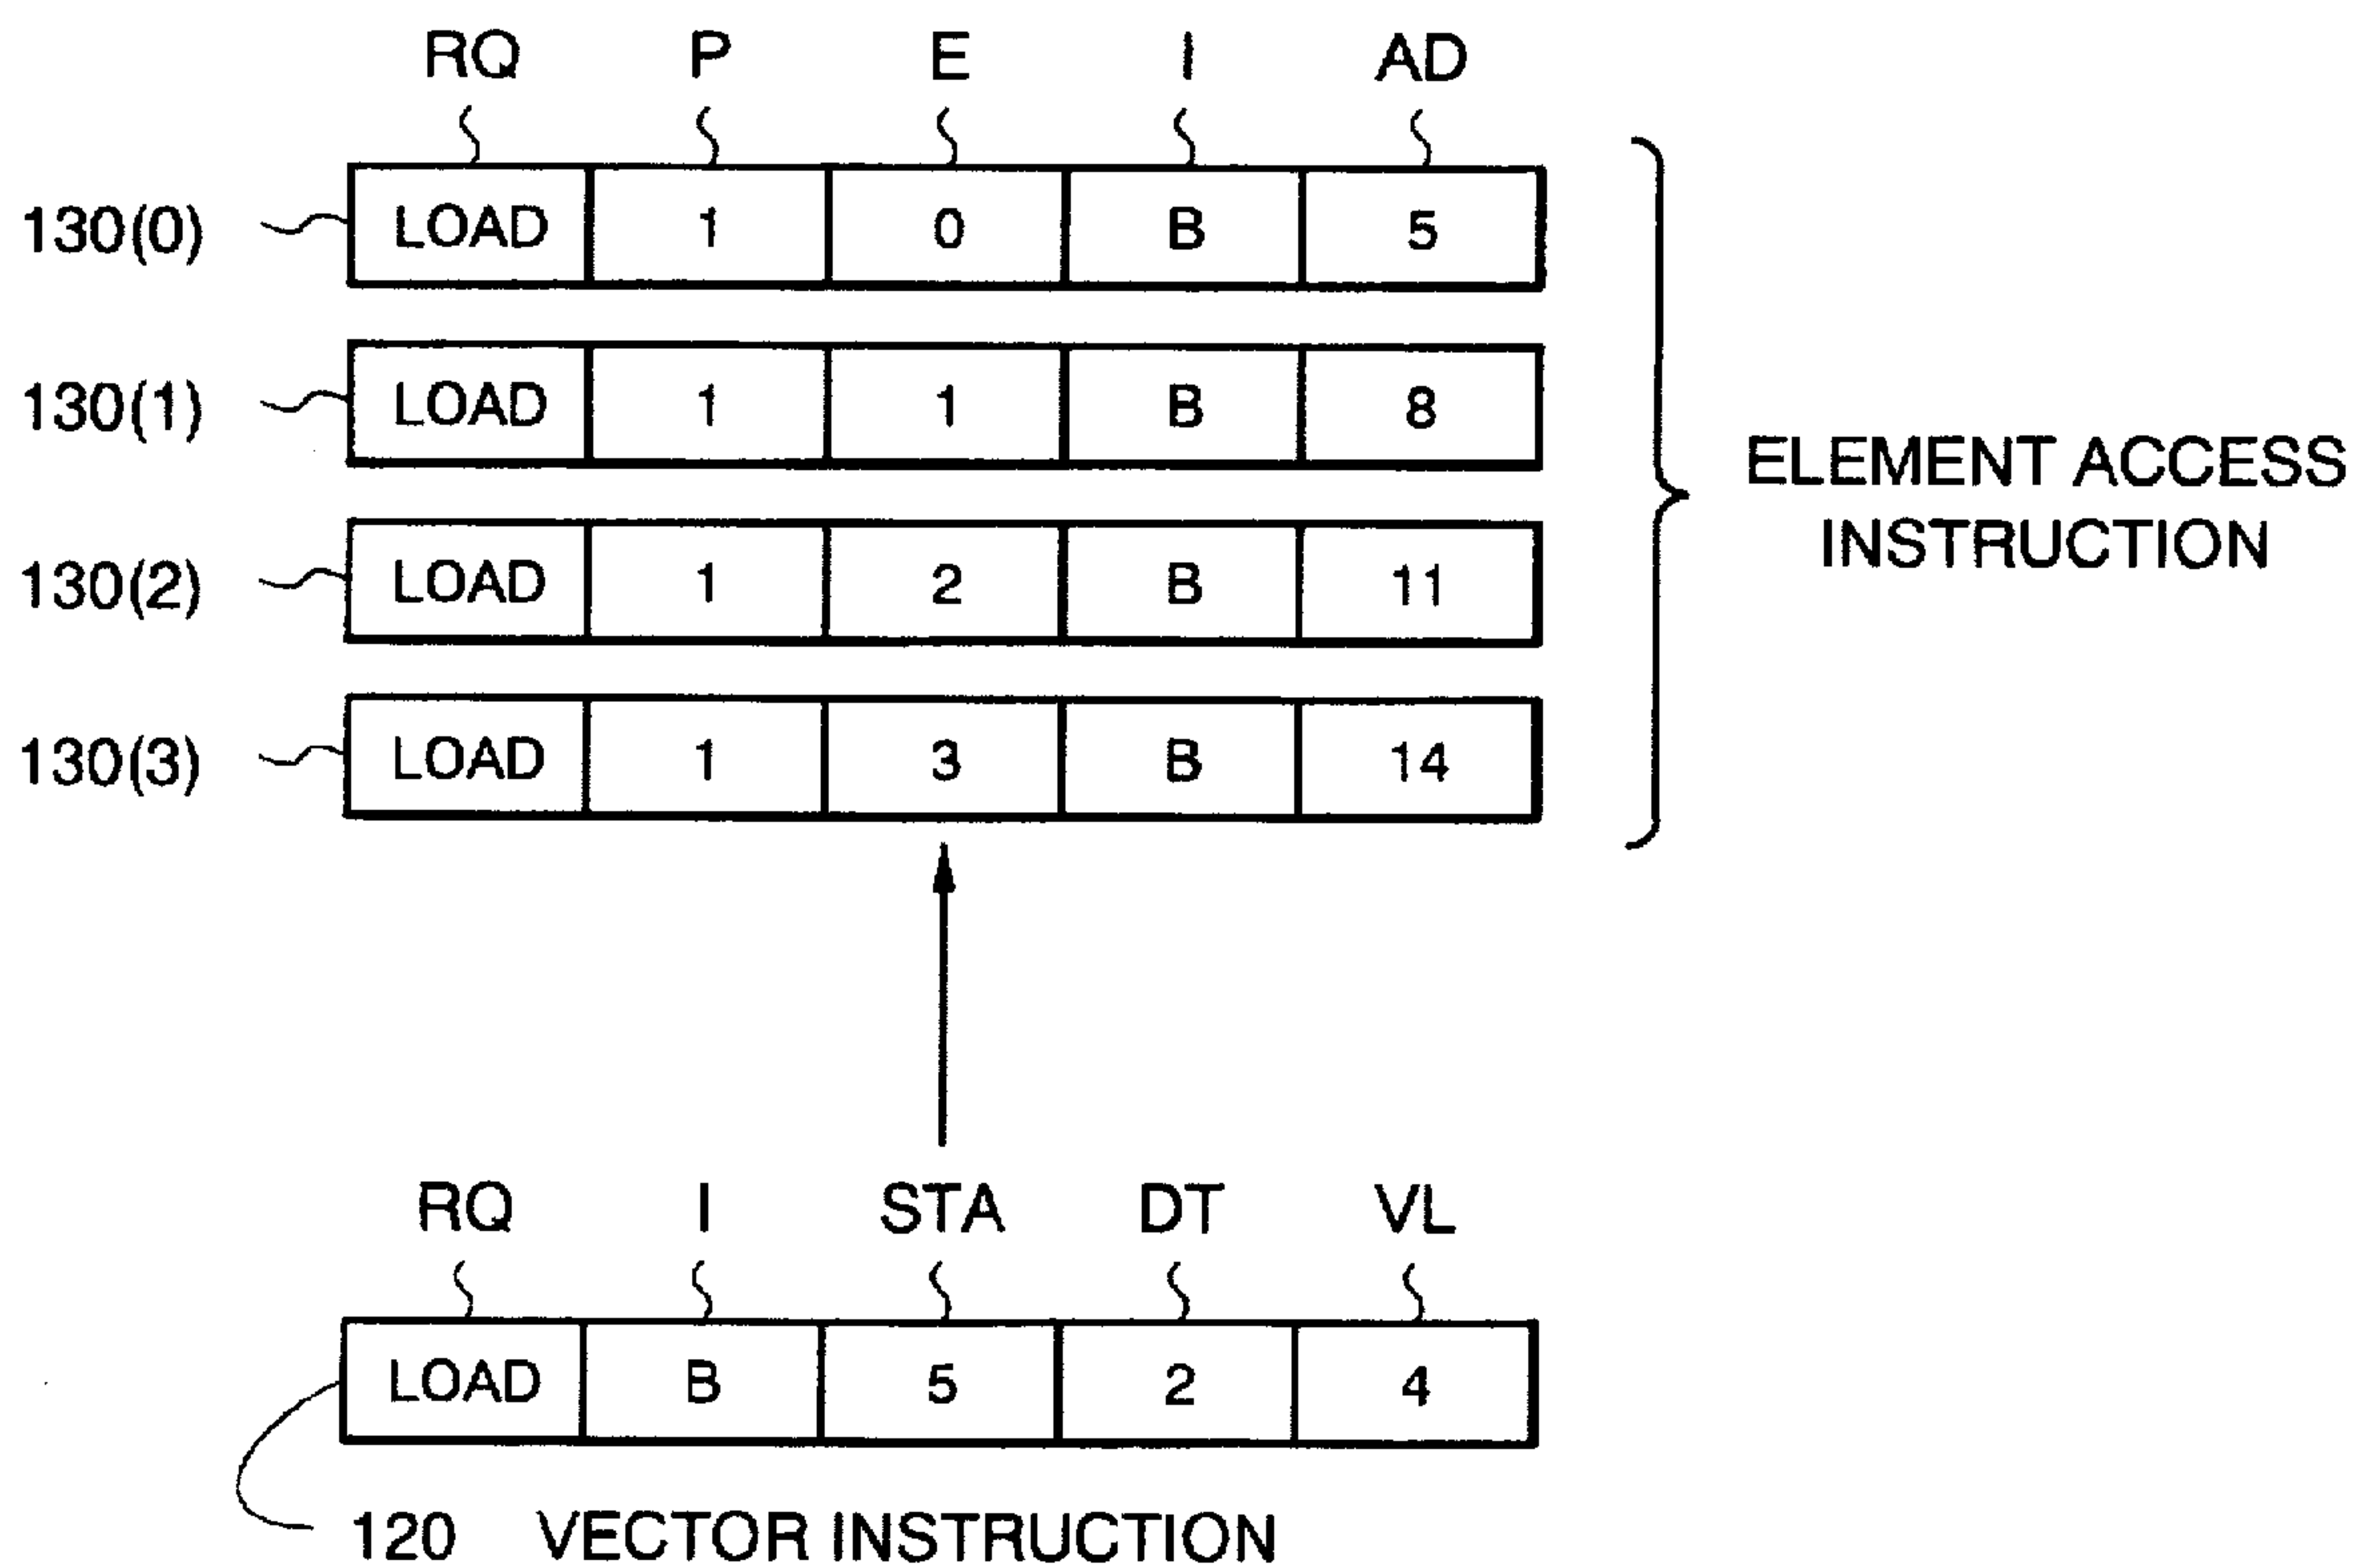 RQ P E I AD
130(0) LOAD 1 0 B 5
130(1) LOAD 1 1 B 8
ELEMENT ACCESS
INSTRUCTION
130(2) LOAD 1 2 B 11
130(3) LOAD 1 3 B 14
RQ I STA DT VL
LOAD B 5 2 4
120 VECTOR INSTRUCTION